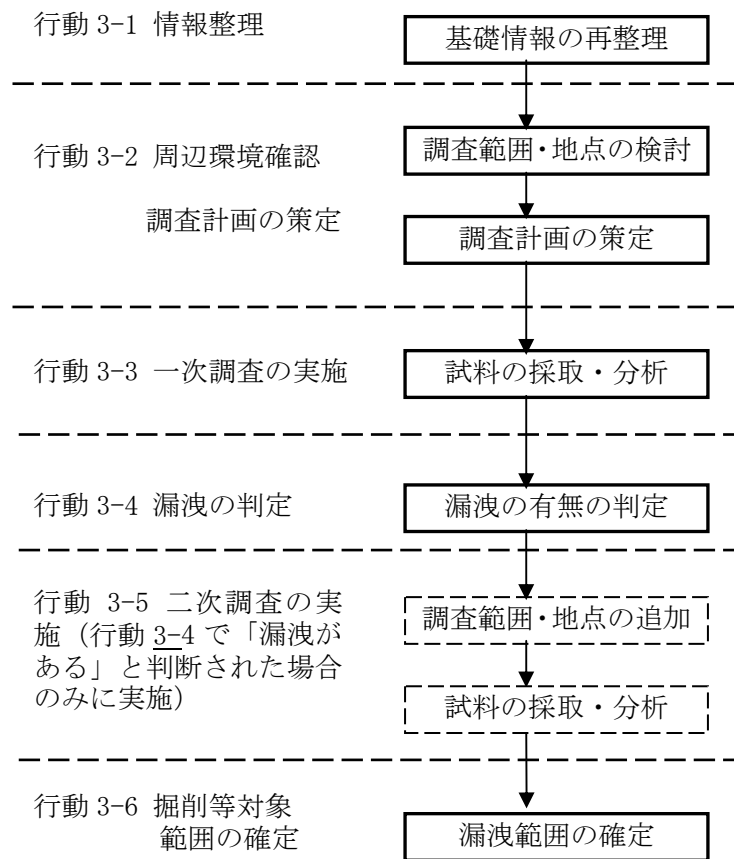 行動 3-1 情報整理
基礎情報の再整理
行動 3-2 周辺環境確認
調査範囲・地点の検討
調査計画の策定
調査計画の策定
行動 3-3 一次調査の実施
試料の採取・分析
行動 3-4 漏洩の判定
漏洩の有無の判定
行動 3-5 二次調査の実
施（行動 3-4 で「漏洩が
ある」と判断された場合
のみに実施）
調査範囲・地点の追加
試料の採取・分析
行動 3-6 掘削等対象
範囲の確定
漏洩範囲の確定